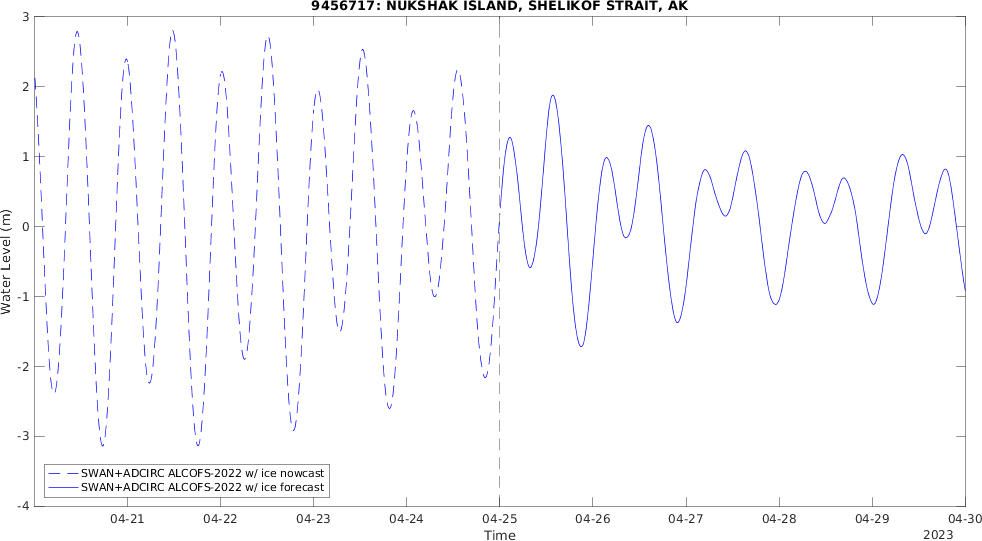 9456717: NUKSHAK ISLAND, SHELIKOF STRAIT, AK
3
2
1
0
-1
-2
-3
-4
Water Level (m)
SWAN+ADCIRC ALCOFS-2022 w/ ice nowcast
SWAN+ADCIRC ALCOFS-2022 w/ ice forecast
04-21 04-22 04-23 04-24 04-25 04-26 04-27 04-28 04-29 04-30
Time
2023